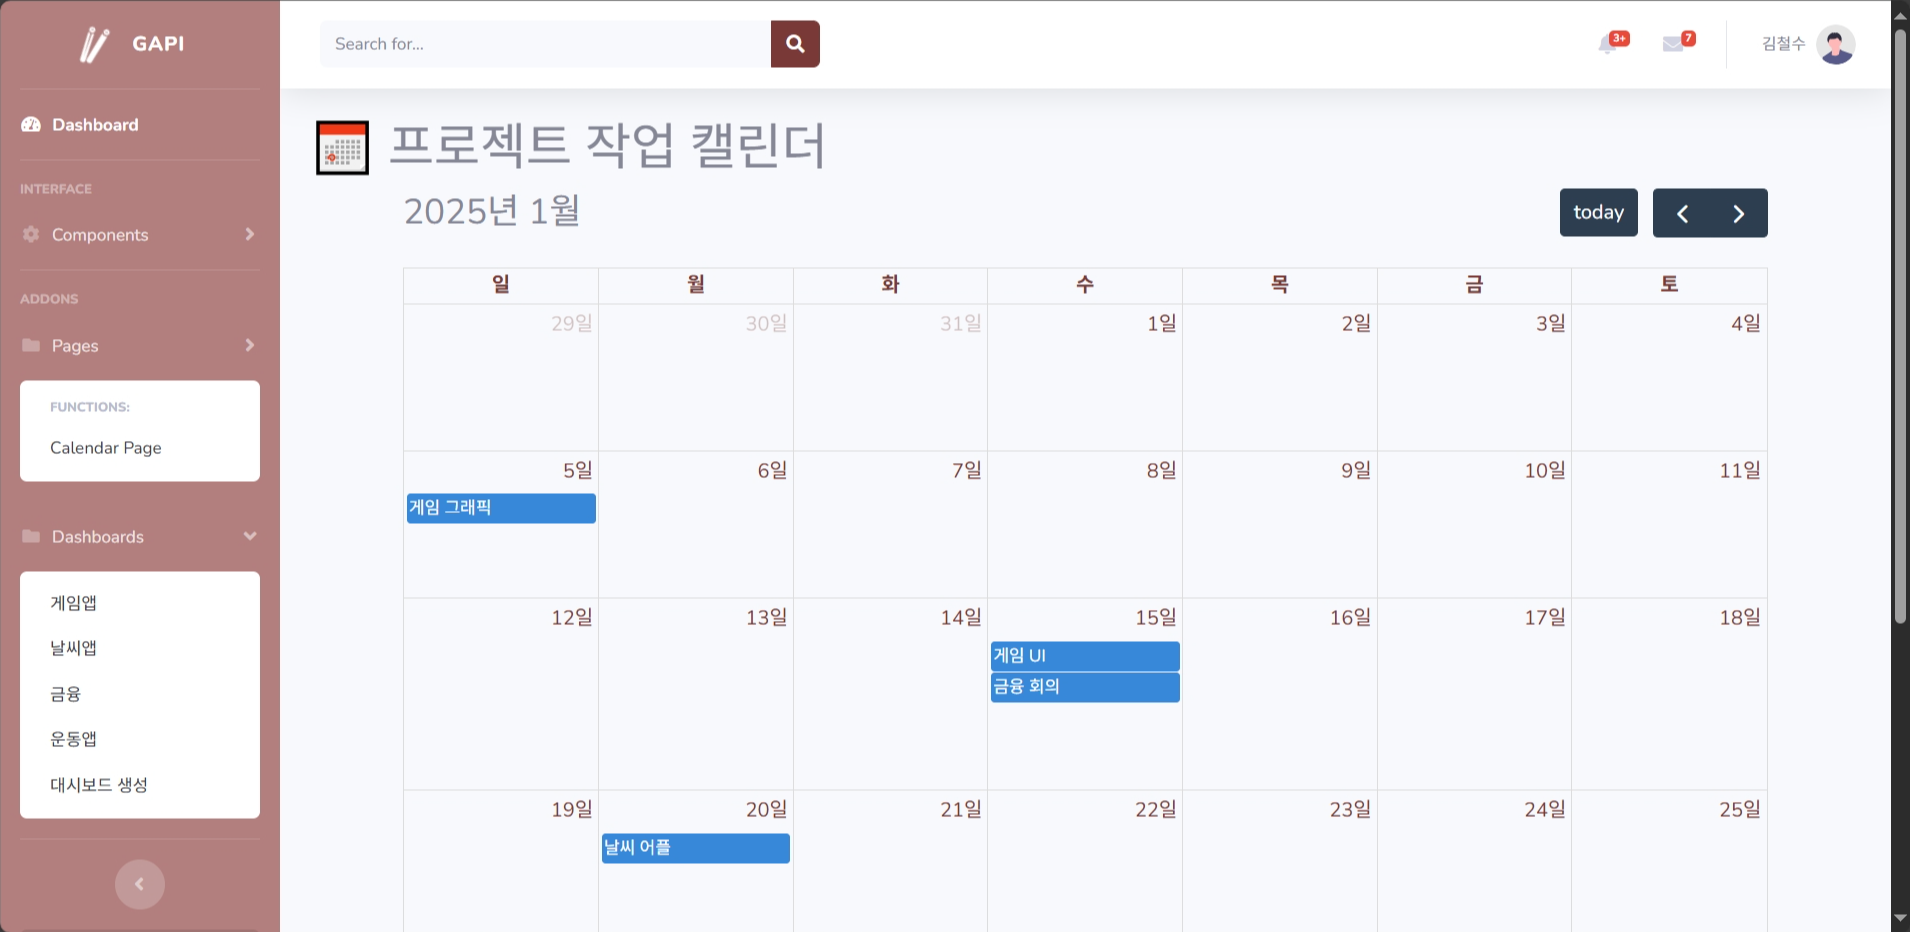 GAPI
Dashboard
INTERFACE
Components
ADDONS
Pages
FUNCTIONS:
Calendar Page
Dashboards
게임앱
날씨앱
금융
운동앱
대시보드 생성
Search for...
3+
7
김철수
프로젝트 작업 캘린더
2025년 1월
today
일 월 화 수 목 금 토
29일 30일 31일 1일 2일 3일 4일
5일 6일 7일 8일 9일 10일 11일
게임 그래픽
12일 13일 14일 15일 16일 17일 18일
게임 UI
금융 회의
19일 20일 21일 22일 23일 24일 25일
날씨 어플